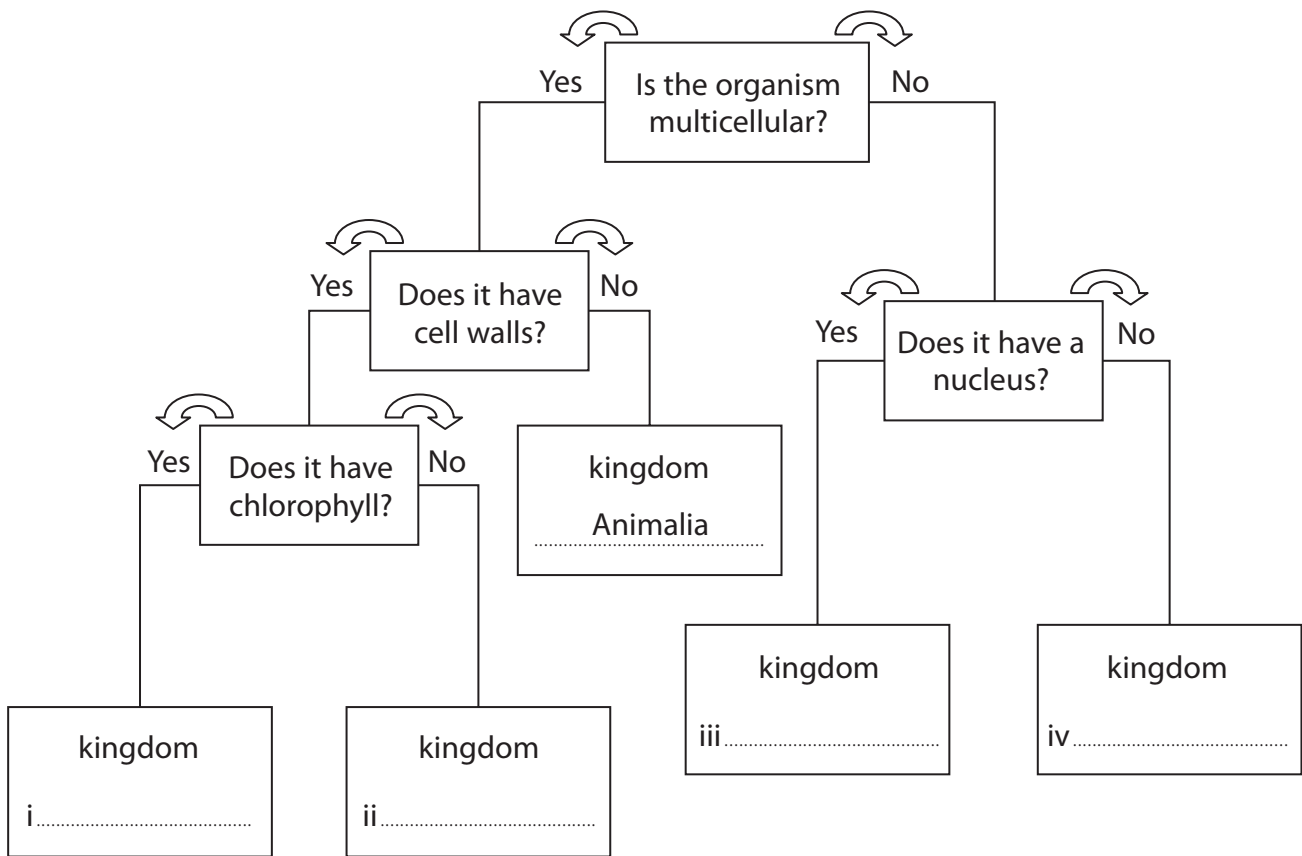 Is the organism
multicellular?
Yes
No
Does it have
cell walls?
Yes
No
Does it have a
nucleus?
Yes
No
Does it have
chlorophyll?
Yes
No
kingdom
Animalia
kingdom
iii
kingdom
iv
kingdom
i
kingdom
ii